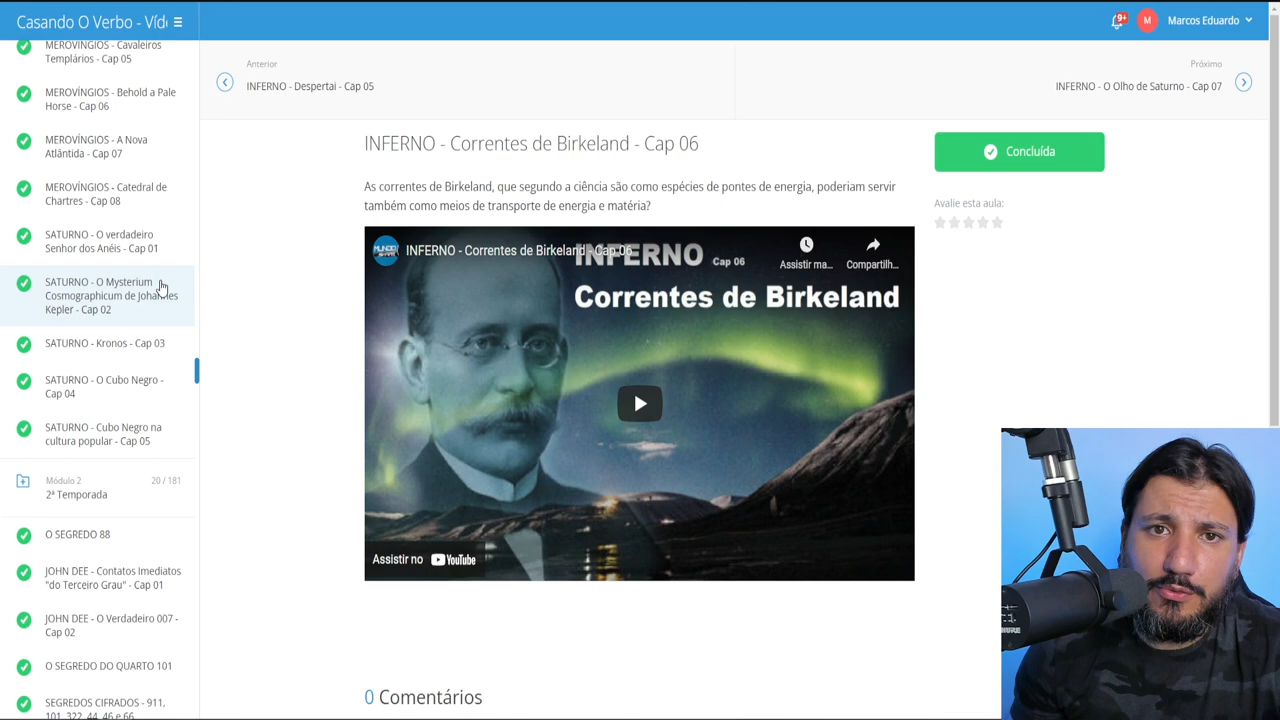 Casando O Verbo - Víd
9+
M
Marcos Eduardo
MEROVÍNGIOS - Cavaleiros
Templários - Cap 05
MEROVÍNGIOS - Behold a Pale
Horse - Cap 06
MEROVÍNGIOS - A Nova
Atlântida - Cap 07
MEROVÍNGIOS - Catedral de
Chartres - Cap 08
SATURNO - O verdadeiro
Senhor dos Anéis - Cap 01
SATURNO - O Mysterium
Cosmographicum de Johannes
Kepler - Cap 02
SATURNO - Kronos - Cap 03
SATURNO - O Cubo Negro -
Cap 04
SATURNO - Cubo Negro na
cultura popular - Cap 05
Módulo 2
20 / 181
2ª Temporada
O SEGREDO 88
JOHN DEE - Contatos Imediatos
"do Terceiro Grau" - Cap 01
JOHN DEE - O Verdadeiro 007 -
Cap 02
O SEGREDO DO QUARTO 101
SEGREDOS CIFRADOS - 911,
101, 322, 44, 46 e 66
Anterior
INFERNO - Despertai - Cap 05
Próximo
INFERNO - O Olho de Saturno - Cap 07
INFERNO - Correntes de Birkeland - Cap 06
As correntes de Birkeland, que segundo a ciência são como espécies de pontes de energia, poderiam servir
também como meios de transporte de energia e matéria?
Concluída
Avalie esta aula:
MUNDO
INFERNO - Correntes de Birkeland - Cap 06
INFERNO Cap 06
Correntes de Birkeland
Assistir ma...
Compartilh...
Assistir no YouTube
0 Comentários